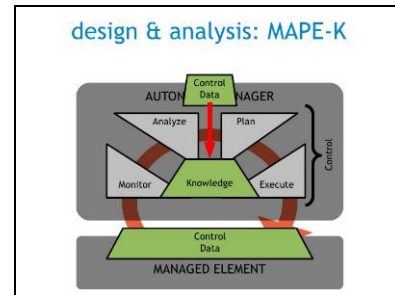 design & analysis: MAPE-K
Control
Data
AUTON
NAGER
Analyze
Plan
Control
Monitor
Knowledge
Execute
Control
Data
MANAGED ELEMENT